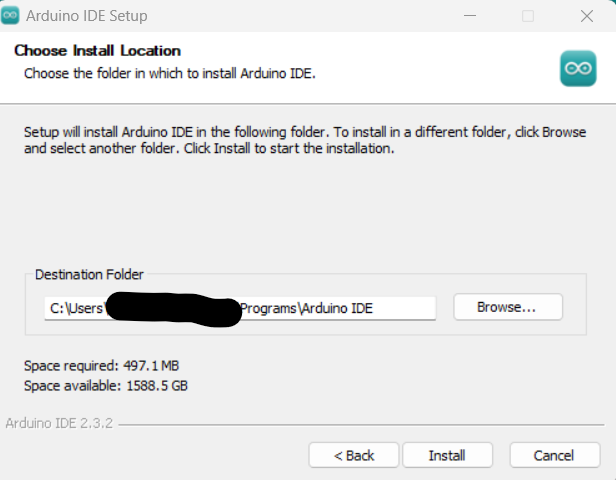 Arduino IDE Setup
Choose Install Location
Choose the folder in which to install Arduino IDE.
Setup will install Arduino IDE in the following folder. To install in a different folder, click Browse
and select another folder. Click Install to start the installation.
Destination Folder
C:\Users\ Programs\Arduino IDE
Browse...
Space required: 497.1 MB
Space available: 1588.5 GB
Arduino IDE 2.3.2
< Back
Install
Cancel